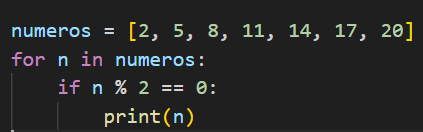 numeros = [2, 5, 8, 11, 14, 17, 20]
for n in numeros:
    if n % 2 == 0:
        print(n)